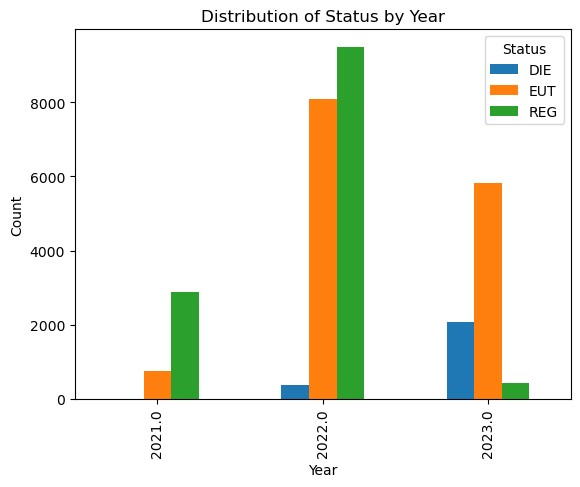 Distribution of Status by Year
Status
DIE
EUT
REG
8000
6000
4000
2000
0
Count
2021.0
2022.0
2023.0
Year